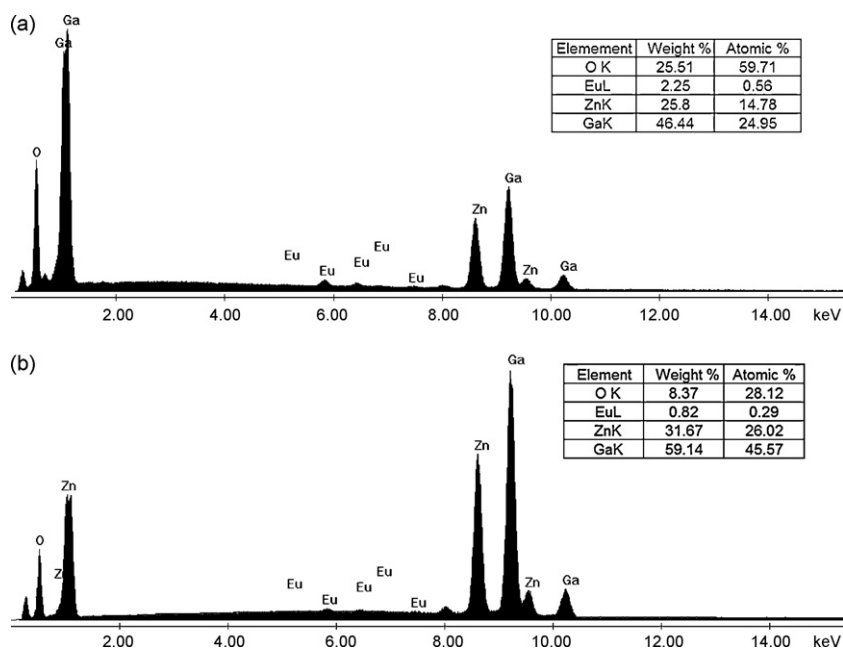 (a)
Ga
Ga
O
Eu
Eu
Eu
Eu
Eu
Zn
Ga
Zn
Ga
Elemement Weight % Atomic %
O K 25.51 59.71
EuL 2.25 0.56
ZnK 25.8 14.78
GaK 46.44 24.95
2.00 4.00 6.00 8.00 10.00 12.00 14.00 keV
(b)
Zn
O
Z
Eu
Eu
Eu
Eu
Eu
Zn
Ga
Zn
Ga
Element Weight % Atomic %
O K 8.37 28.12
EuL 0.82 0.29
ZnK 31.67 26.02
GaK 59.14 45.57
2.00 4.00 6.00 8.00 10.00 12.00 14.00 keV